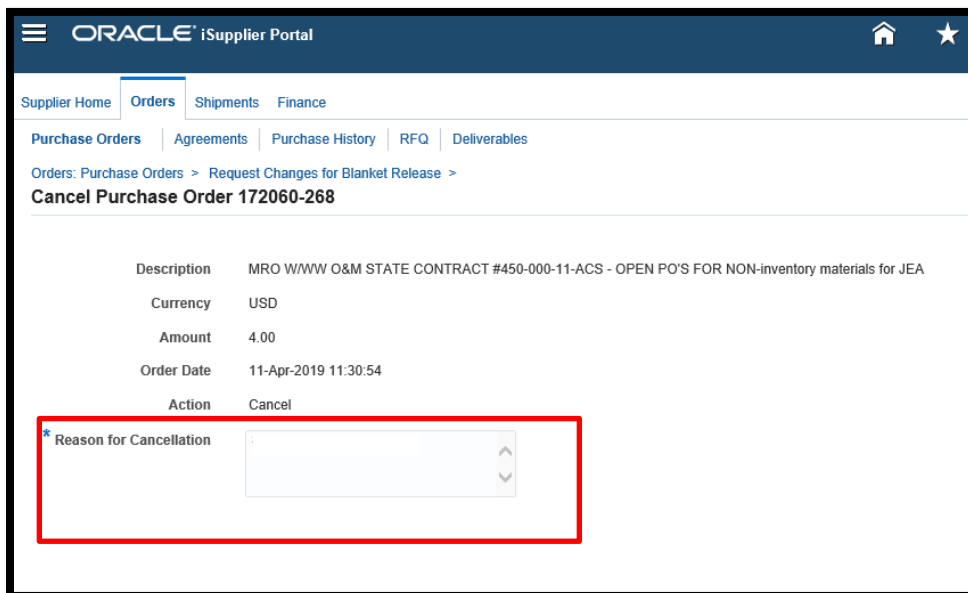 ORACLE iSupplier Portal
Supplier Home Orders Shipments Finance
Purchase Orders Agreements Purchase History RFQ Deliverables
Orders: Purchase Orders > Request Changes for Blanket Release >
Cancel Purchase Order 172060-268
Description MRO W/WW O&M STATE CONTRACT #450-000-11-ACS - OPEN PO'S FOR NON-inventory materials for JEA
Currency USD
Amount 4.00
Order Date 11-Apr-2019 11:30:54
Action Cancel
* Reason for Cancellation